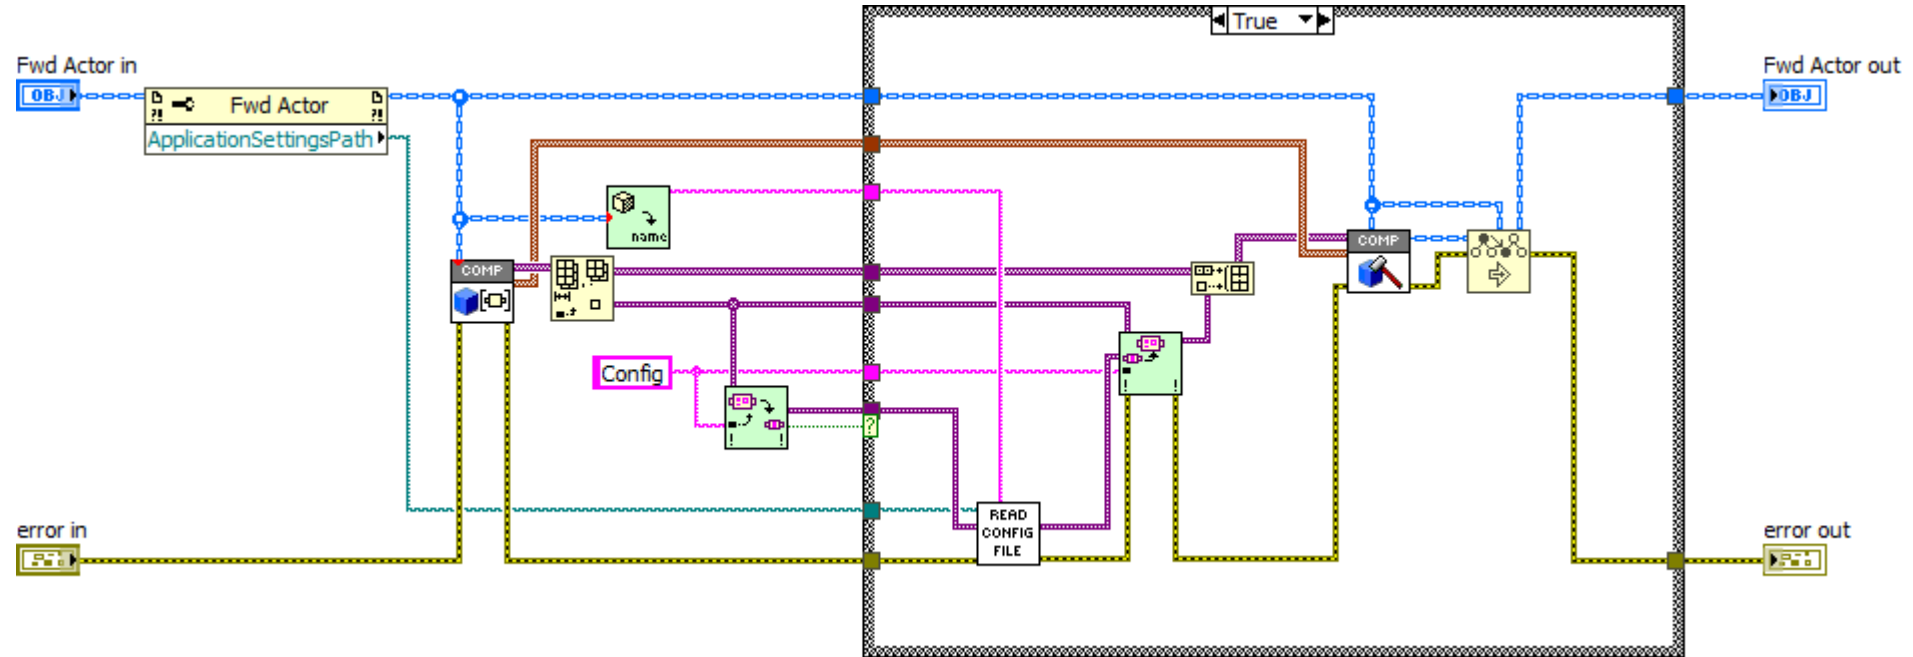 True
Fwd Actor in
Fwd Actor out
OBJ
Fwd Actor
OBJ
ApplicationSettingsPath
name
COMP
COMP
Config
?
READ
CONFIG
FILE
error in
error out